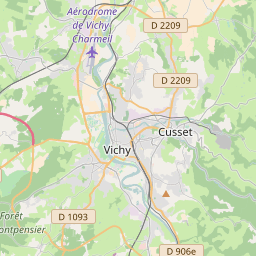 Aérodrome
de Vichy
Charmeil
D 2209
D 2209
Cusset
Vichy
Forêt
ontpensier
D 1093
D 906e